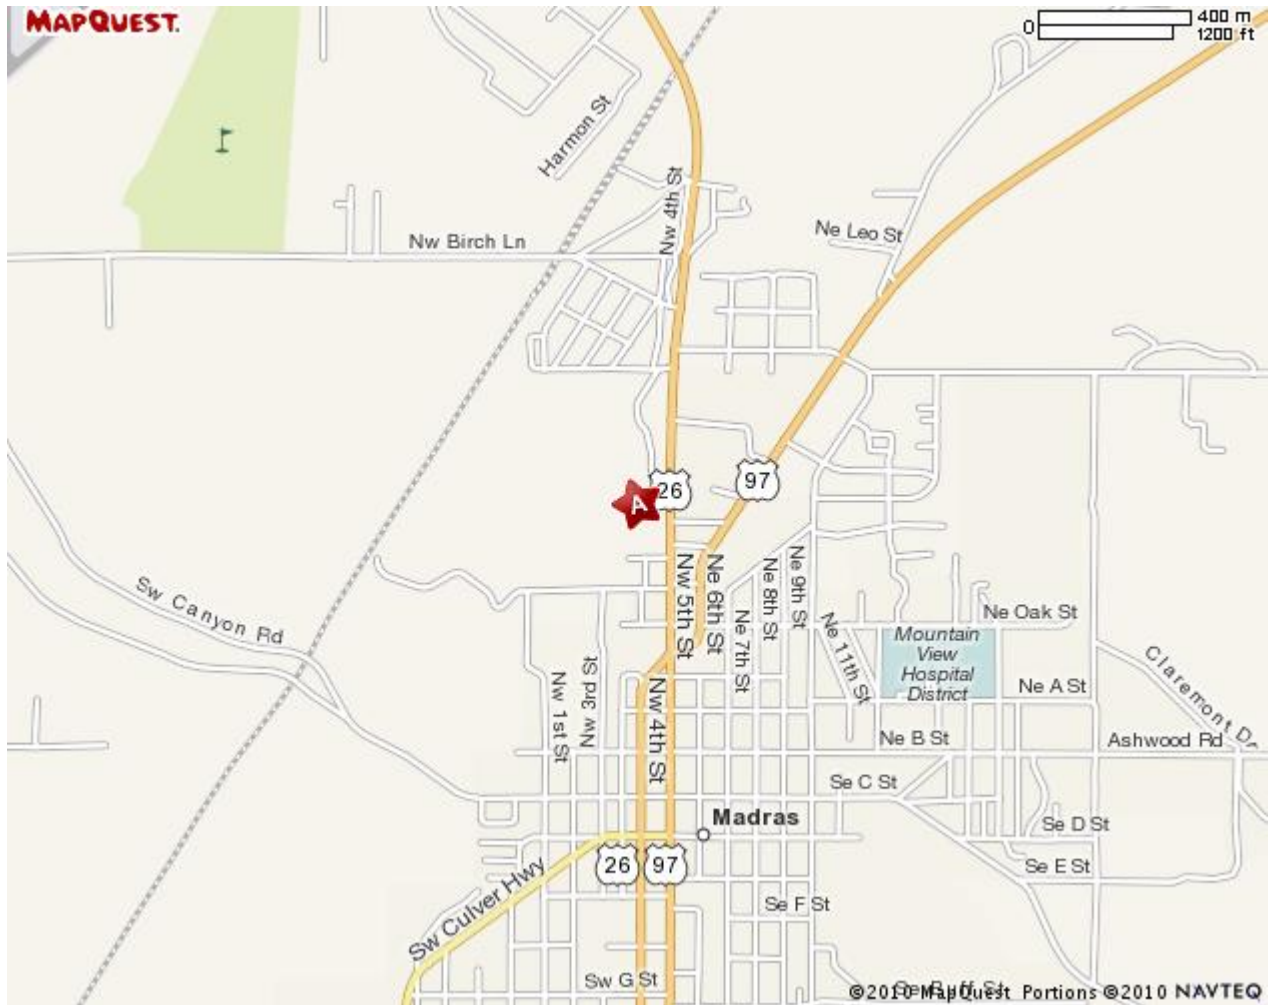 MAPQUEST.
0
400 m
1200 ft
Harmon St
Nw 4th St
Nw Birch Ln
Ne Leo St
26
97
A
Sw Canyon Rd
Nw 5th St
Ne 6th St
Ne 7th St
Ne 8th St
Ne 9th St
Ne 11th St
Ne Oak St
Mountain
View
Hospital
District
Claremont Dr
Nw 1st St
Nw 3rd St
Nw 4th St
Ne A St
Ne B St
Ashwood Rd
Se C St
Madras
Se D St
26
97
Se E St
Sw Culver Hwy
Se F St
Sw G St
©2010 MapQuest Portions ©2010 NAVTEQ